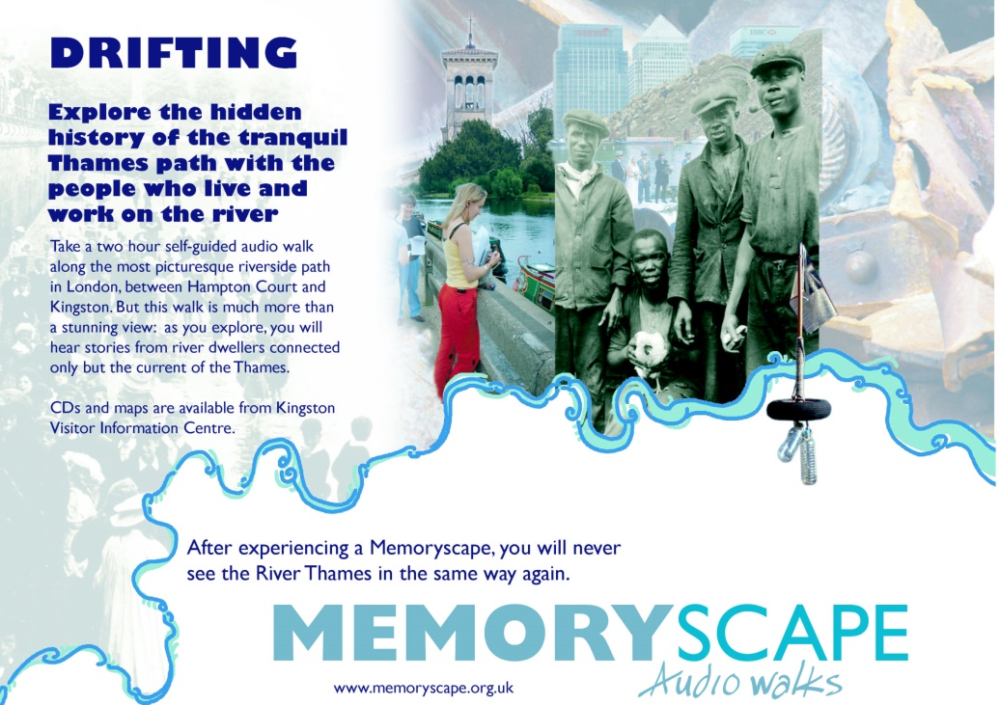 DRIFTING
Explore the hidden
history of the tranquil
Thames path with the
people who live and
work on the river
Take a two hour self-guided audio walk
along the most picturesque riverside path
in London, between Hampton Court and
Kingston. But this walk is much more than
a stunning view: as you explore, you will
hear stories from river dwellers connected
only but the current of the Thames.
CDs and maps are available from Kingston
Visitor Information Centre.
HSBC
After experiencing a Memoryscape, you will never
see the River Thames in the same way again.
MEMORYSCAPE
Audio walks
www.memoryscape.org.uk